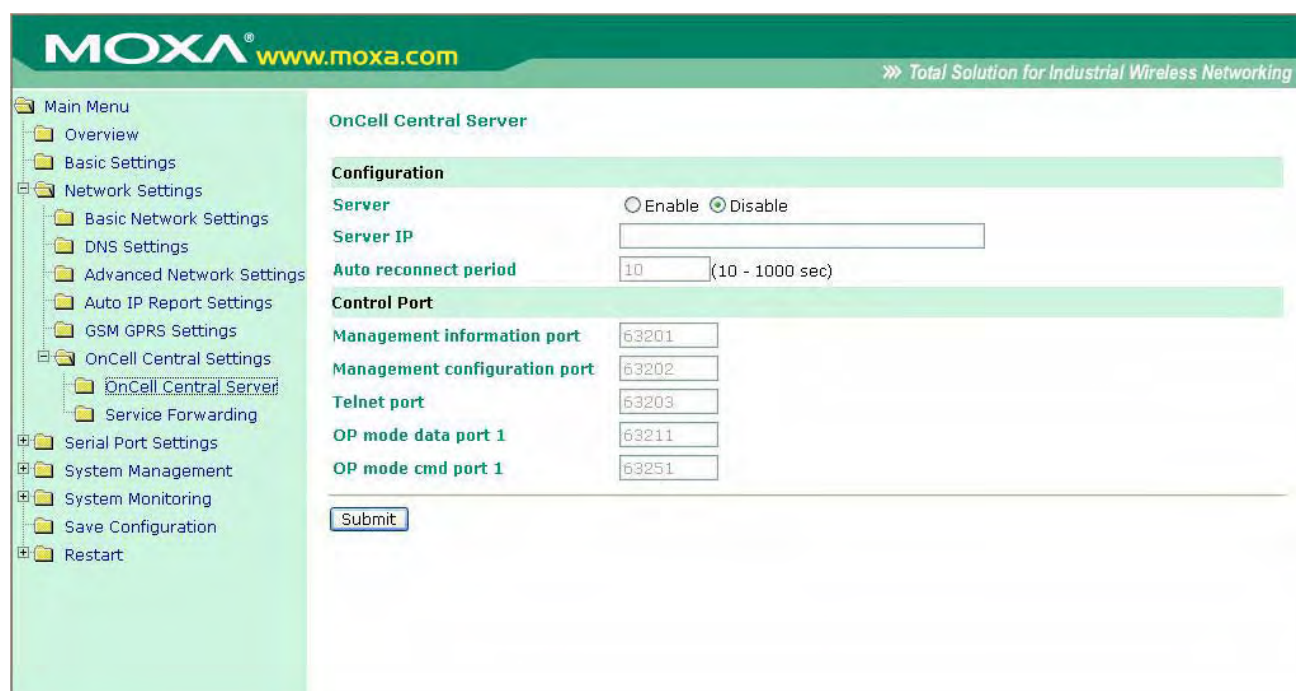 MOXA® www.moxa.com
>>> Total Solution for Industrial Wireless Networking
Main Menu
Overview
Basic Settings
Network Settings
Basic Network Settings
DNS Settings
Advanced Network Settings
Auto IP Report Settings
GSM GPRS Settings
OnCell Central Settings
OnCell Central Server
Service Forwarding
Serial Port Settings
System Management
System Monitoring
Save Configuration
Restart
OnCell Central Server
Configuration
Server Enable Disable
Server IP
Auto reconnect period 10 (10 - 1000 sec)
Control Port
Management information port 63201
Management configuration port 63202
Telnet port 63203
OP mode data port 1 63211
OP mode cmd port 1 63251
Submit